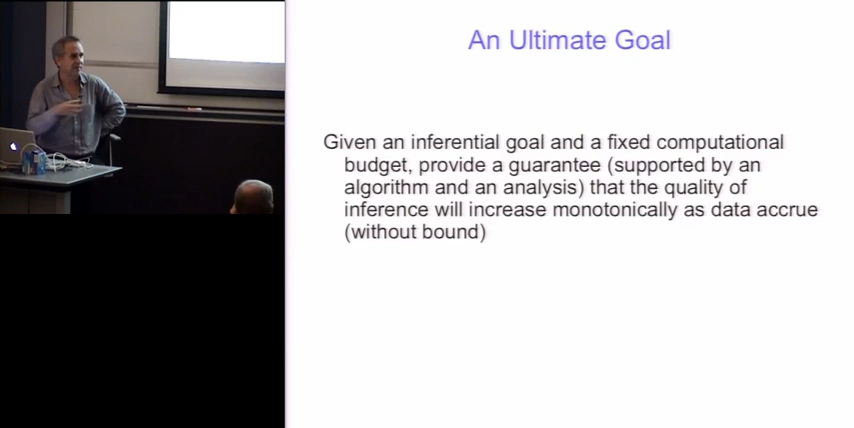 An Ultimate Goal
Given an inferential goal and a fixed computational
budget, provide a guarantee (supported by an
algorithm and an analysis) that the quality of
inference will increase monotonically as data accrue
(without bound)